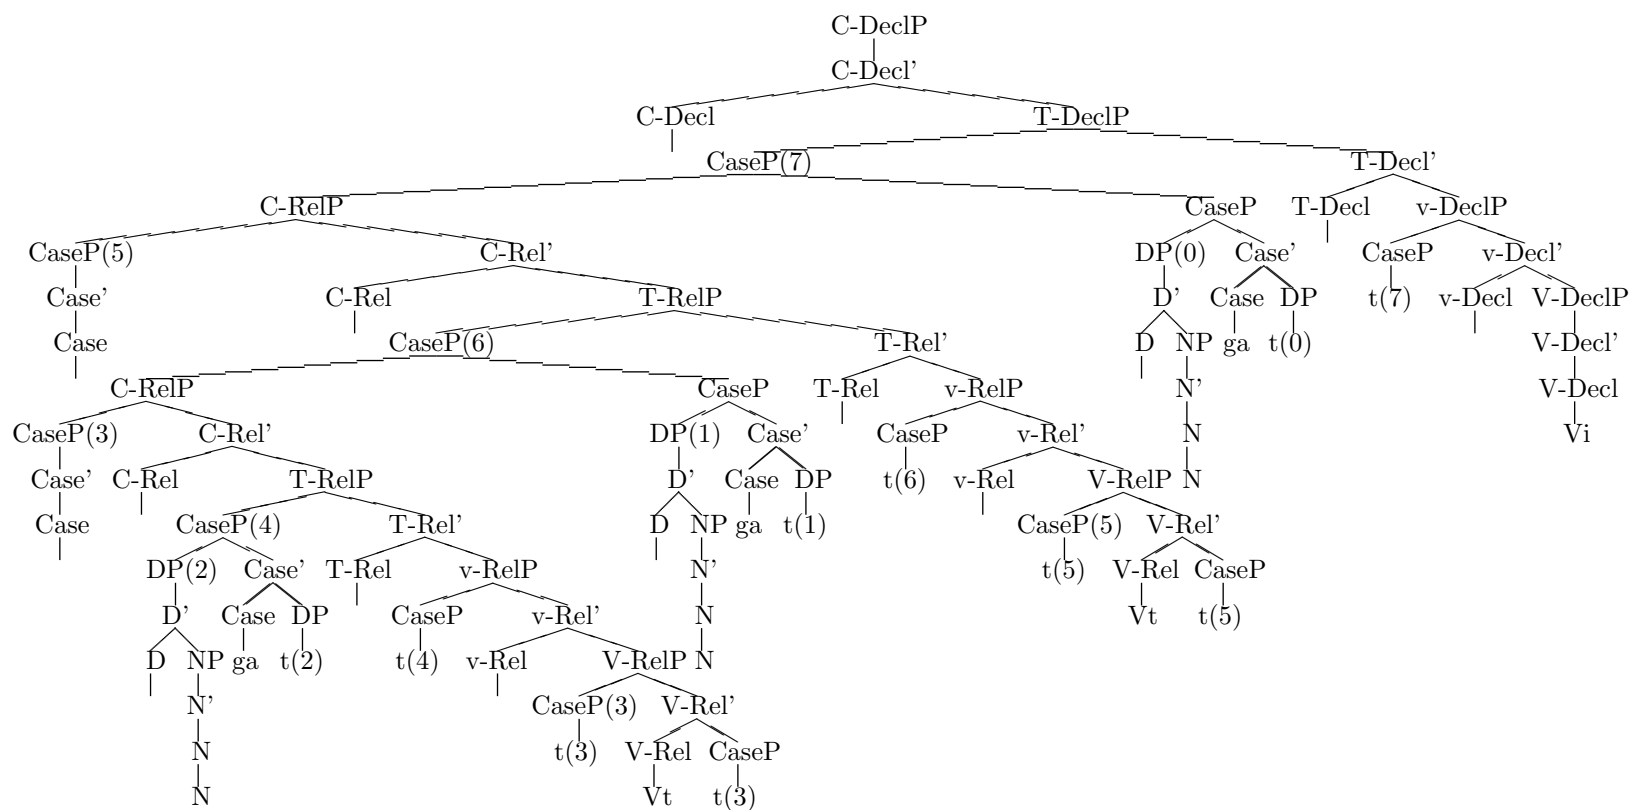 C-DeclP
C-Decl’
C-Decl T-DeclP
CaseP(7) T-Decl’
C-RelP CaseP T-Decl v-DeclP
CaseP(5) C-Rel’ DP(0) Case’ CaseP v-Decl’
Case’ C-Rel T-RelP D’ Case DP t(7) v-Decl V-DeclP
Case CaseP(6) T-Rel’ D NP ga t(0) V-Decl’
C-RelP CaseP T-Rel v-RelP N’ V-Decl
CaseP(3) C-Rel’ DP(1) Case’ CaseP v-Rel’ N Vi
Case’ C-Rel T-RelP D’ Case DP t(6) v-Rel V-RelP N
Case CaseP(4) T-Rel’ D NP ga t(1) CaseP(5) V-Rel’
DP(2) Case’ T-Rel v-RelP N’ t(5) V-Rel CaseP
D’ Case DP CaseP v-Rel’ N Vt t(5)
D NP ga t(2) t(4) v-Rel V-RelP N
N’ CaseP(3) V-Rel’
N t(3) V-Rel CaseP
N Vt t(3)